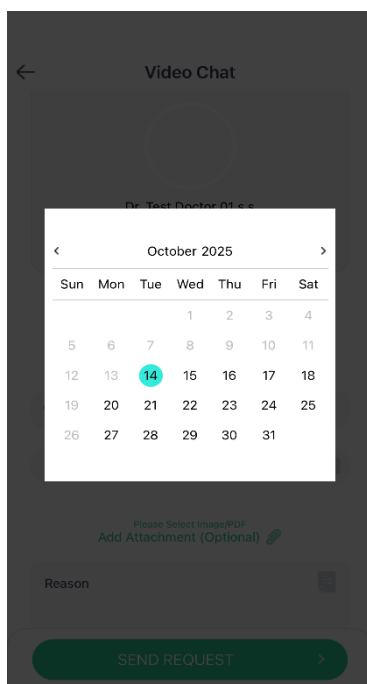 Video Chat
Dr. Test Doctor 01 s s
< October 2025 >
Sun Mon Tue Wed Thu Fri Sat
1 2 3 4
5 6 7 8 9 10 11
12 13 14 15 16 17 18
19 20 21 22 23 24 25
26 27 28 29 30 31
Please Select Image/PDF
Add Attachment (Optional)
Reason
SEND REQUEST >